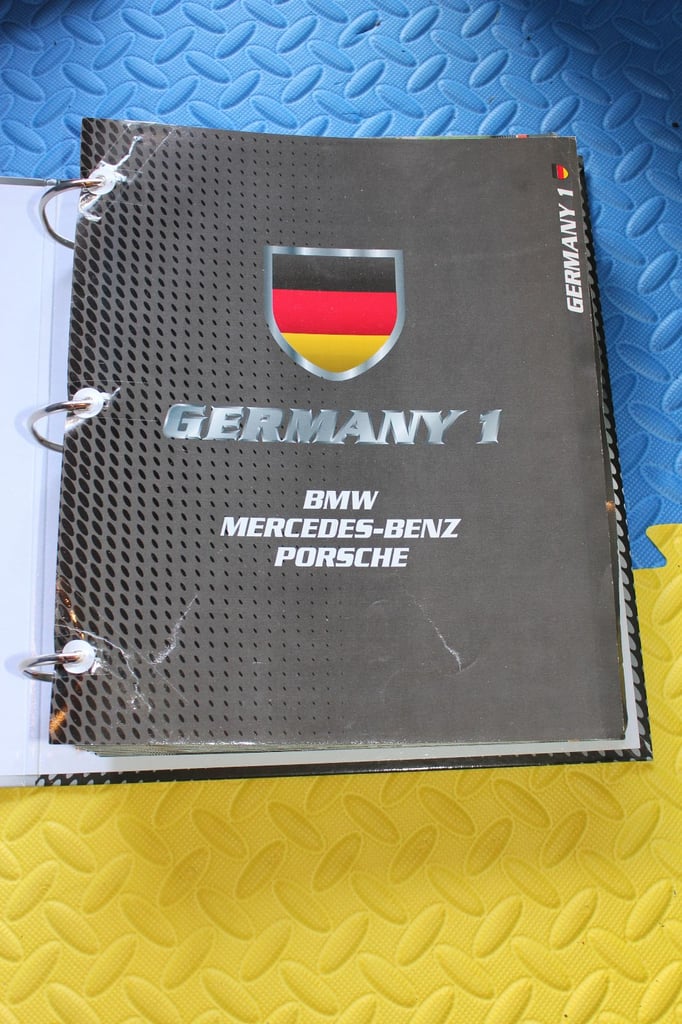 GERMANY 1
GERMANY 1
BMW
MERCEDES-BENZ
PORSCHE